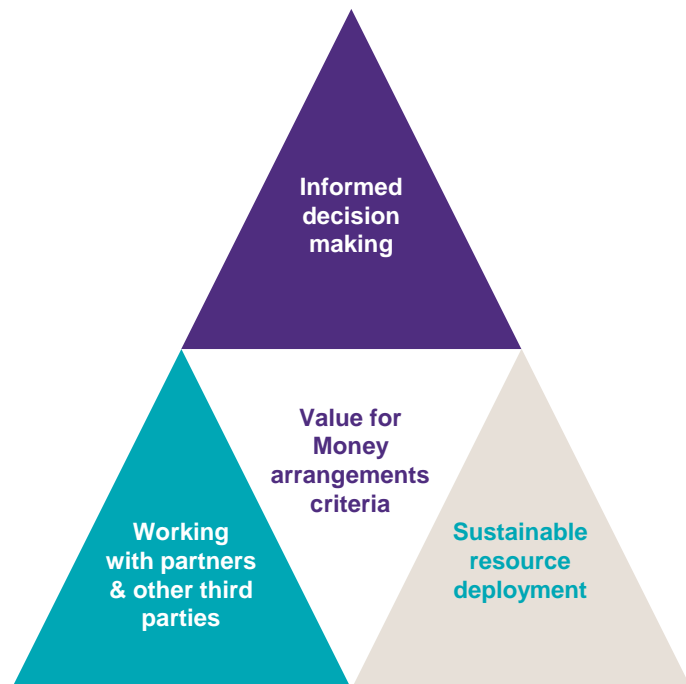 Informed
decision
making
Value for
Money
arrangements
criteria
Working
with partners
& other third
parties
Sustainable
resource
deployment